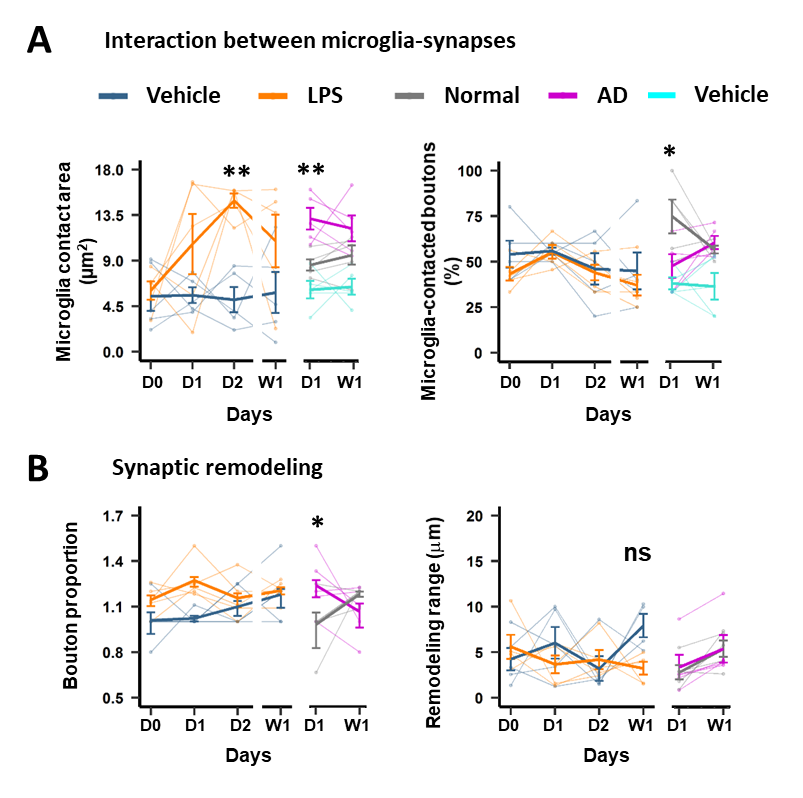 A Interaction between microglia-synapses
Vehicle LPS Normal AD Vehicle
Microglia contact area
(µm²)
18.0
13.5
9.0
4.5
0.0
** **
D0 D1 D2 W1 D1 W1
Days
Microglia-contacted boutons
(%)
100
75
50
25
0
*
D0 D1 D2 W1 D1 W1
Days
B Synaptic remodeling
Bouton proportion
1.7
1.4
1.1
0.8
0.5
*
D0 D1 D2 W1 D1 W1
Days
Remodeling range (µm)
20
15
10
5
0
ns
D0 D1 D2 W1 D1 W1
Days